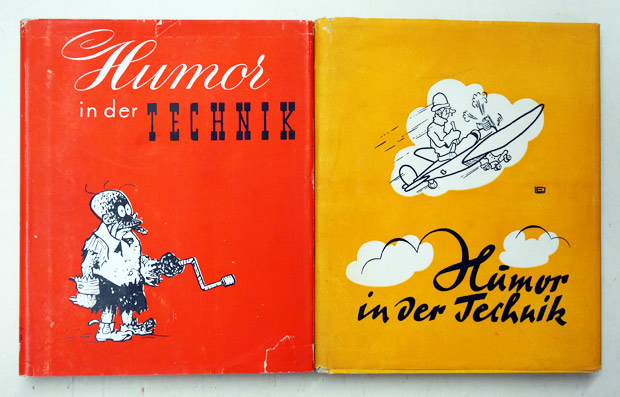 Humor
in der TECHNIK
Humor
in der Technik